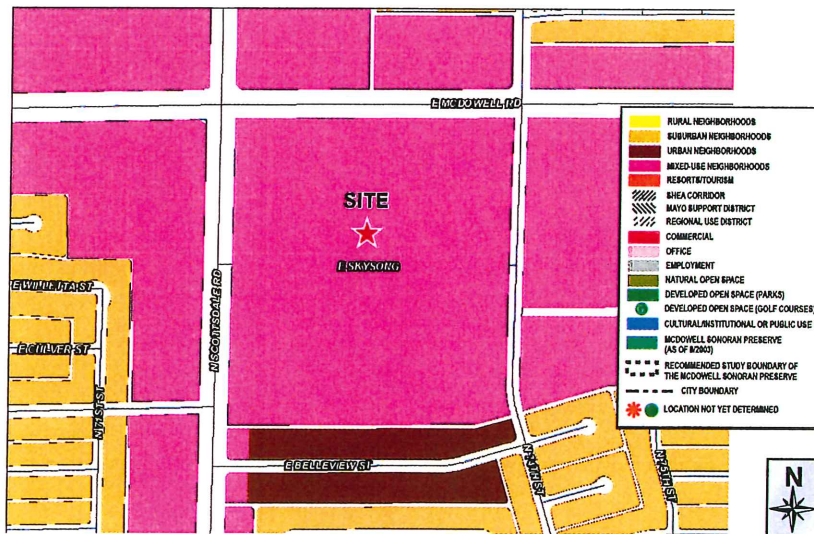 E MCDOWELL RD
SITE
E SKYSONG
N SCOTTSDALE RD
E WILLETTA ST
E CULVER ST
N 71ST ST
E BELLEVIEW ST
N 74TH ST
N 75TH ST
RURAL NEIGHBORHOODS
SUBURBAN NEIGHBORHOODS
URBAN NEIGHBORHOODS
MIXED-USE NEIGHBORHOODS
RESORTS/TOURISM
SHEA CORRIDOR
MAYO SUPPORT DISTRICT
REGIONAL USE DISTRICT
COMMERCIAL
OFFICE
EMPLOYMENT
NATURAL OPEN SPACE
DEVELOPED OPEN SPACE (PARKS)
DEVELOPED OPEN SPACE (GOLF COURSES)
CULTURAL/INSTITUTIONAL OR PUBLIC USE
MCDOWELL SONORAN PRESERVE
(AS OF 8/2003)
RECOMMENDED STUDY BOUNDARY OF
THE MCDOWELL SONORAN PRESERVE
CITY BOUNDARY
LOCATION NOT YET DETERMINED
N